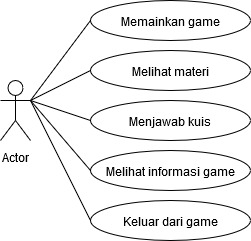 Memainkan game
Melihat materi
Menjawab kuis
Actor
Melihat informasi game
Keluar dari game